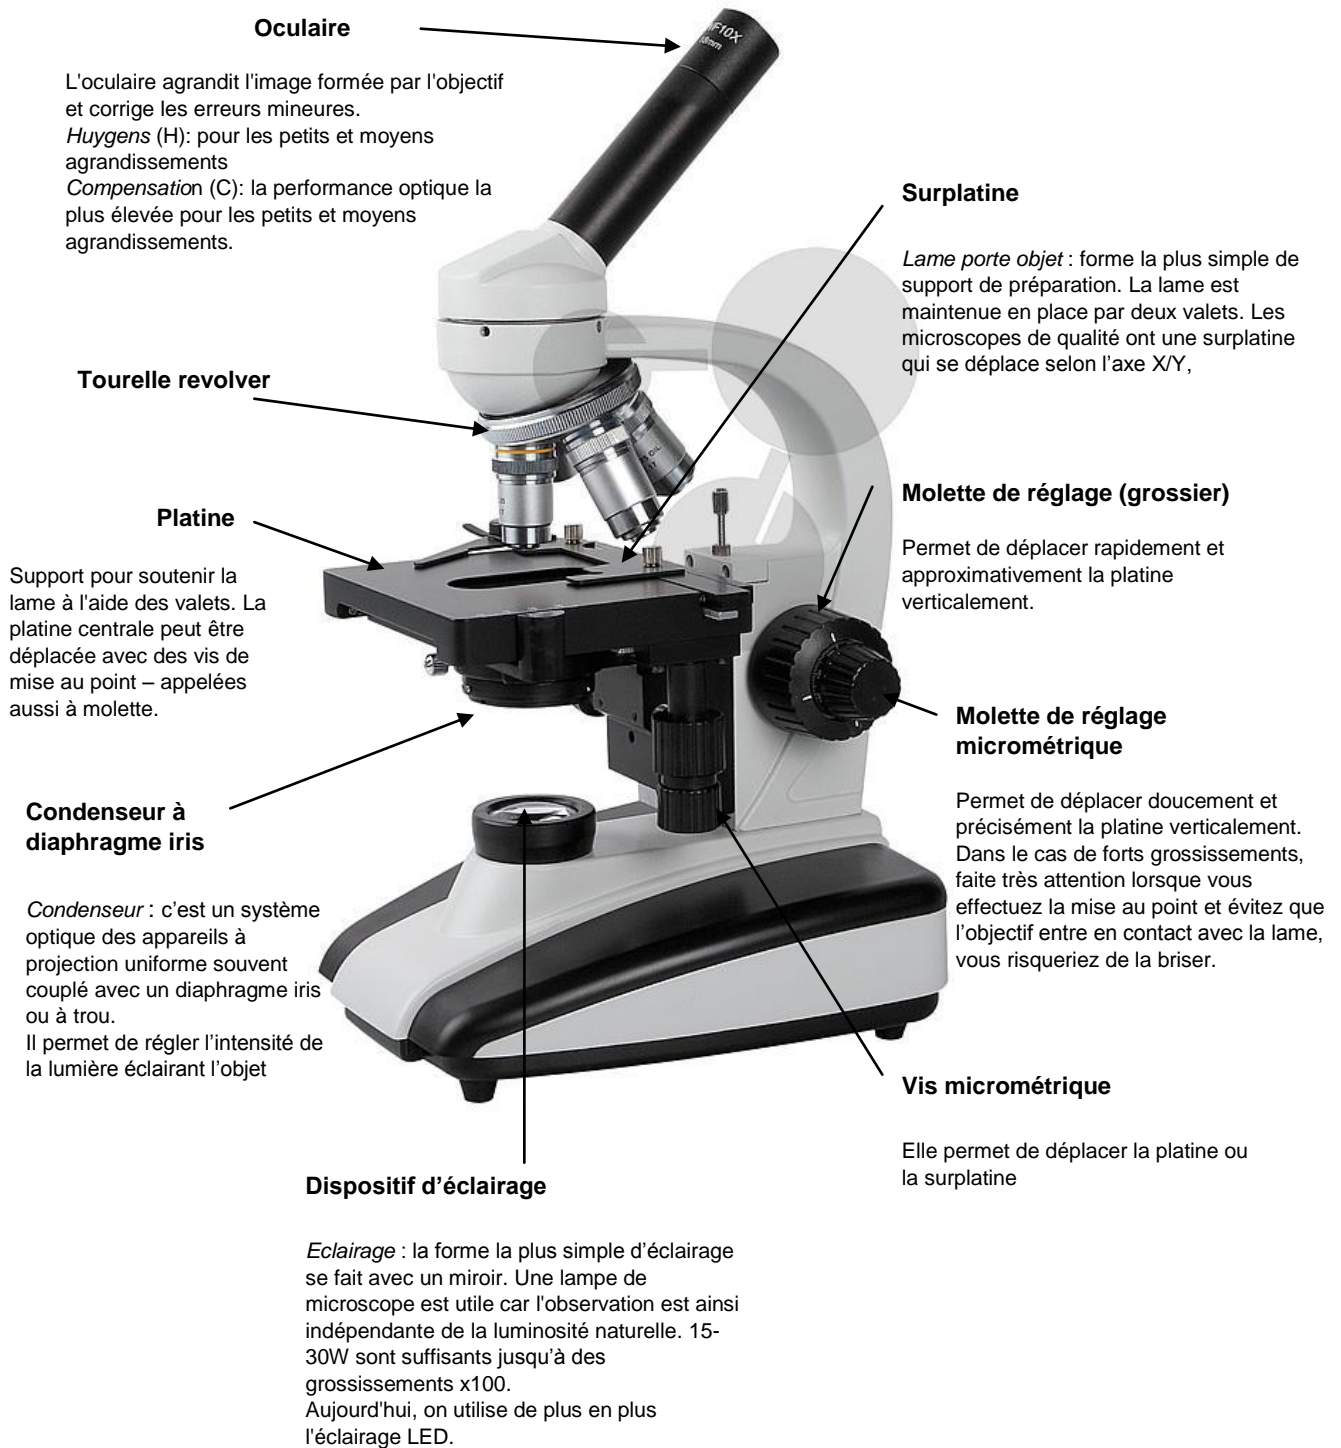 Oculaire
L'oculaire agrandit l'image formée par l'objectif
et corrige les erreurs mineures.
Huygens (H): pour les petits et moyens
agrandissements
Compensation (C): la performance optique la
plus élevée pour les petits et moyens
agrandissements.
WF10X
18mm
Surplatine
Lame porte objet : forme la plus simple de
support de préparation. La lame est
maintenue en place par deux valets. Les
microscopes de qualité ont une surplatine
qui se déplace selon l’axe X/Y,
Tourelle revolver
Platine
Support pour soutenir la
lame à l'aide des valets. La
platine centrale peut être
déplacée avec des vis de
mise au point – appelées
aussi à molette.
Molette de réglage (grossier)
Permet de déplacer rapidement et
approximativement la platine
verticalement.
Molette de réglage
micrométrique
Permet de déplacer doucement et
précisément la platine verticalement.
Dans le cas de forts grossissements,
faite très attention lorsque vous
effectuez la mise au point et évitez que
l’objectif entre en contact avec la lame,
vous risqueriez de la briser.
Condenseur à
diaphragme iris
Condenseur : c’est un système
optique des appareils à
projection uniforme souvent
couplé avec un diaphragme iris
ou à trou.
Il permet de régler l’intensité de
la lumière éclairant l’objet
Vis micrométrique
Elle permet de déplacer la platine ou
la surplatine
Dispositif d’éclairage
Eclairage : la forme la plus simple d’éclairage
se fait avec un miroir. Une lampe de
microscope est utile car l'observation est ainsi
indépendante de la luminosité naturelle. 15-
30W sont suffisants jusqu’à des
grossissements x100.
Aujourd'hui, on utilise de plus en plus
l'éclairage LED.